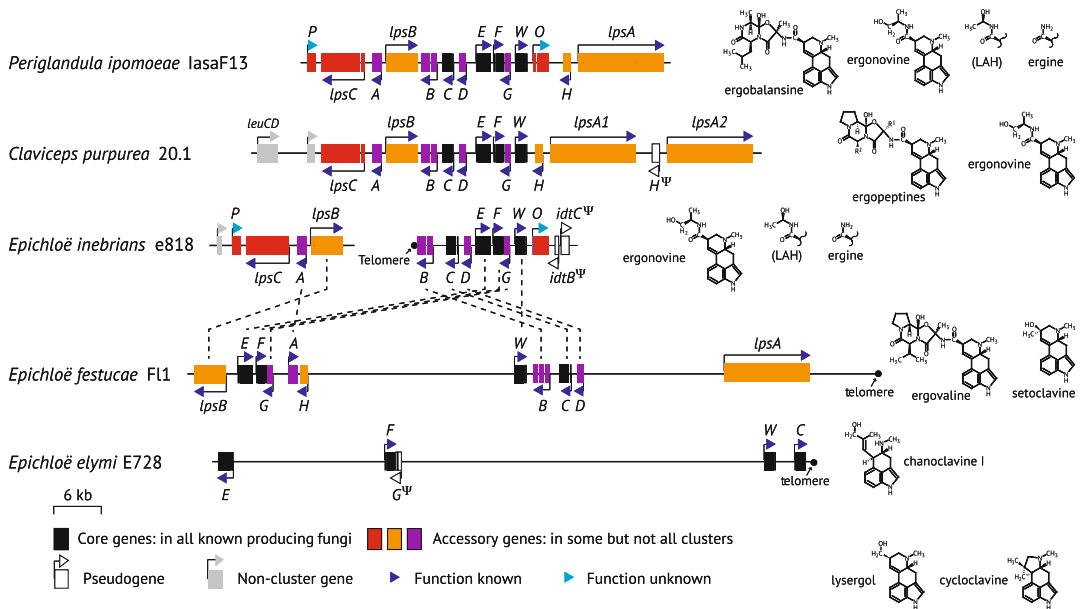 P lpsB E F W O lpsA
Periglandula ipomoeae IasaF13
lpsC A B C D G H
ergobalansine
ergonovine
(LAH)
ergine
leuCD lpsB E F W lpsA1 lpsA2
Claviceps purpurea 20.1
lpsC A B C D G H HΨ
ergopeptines
ergonovine
P lpsB E F W O idtCΨ
Epichloë inebrians e818
Telomere
lpsC A B C D G idtBΨ
ergonovine
(LAH)
ergine
E F A W lpsA
Epichloë festucae Fl1
lpsB G H B C D
telomere
ergovaline
setoclavine
F W C
Epichloë elymi E728
E GΨ
telomere
chanoclavine I
6 kb
Core genes: in all known producing fungi
Accessory genes: in some but not all clusters
Pseudogene
Non-cluster gene
Function known
Function unknown
lysergol
cycloclavine